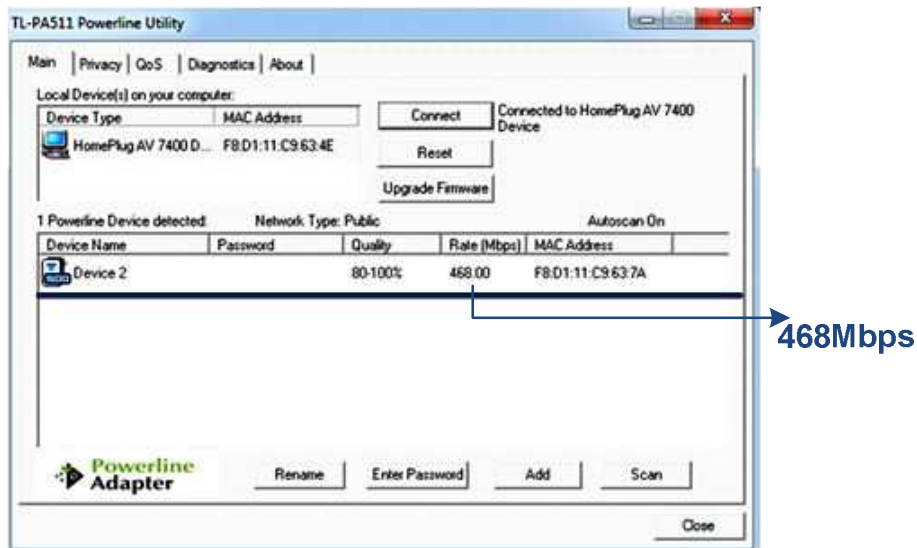 TL-PA511 Powerline Utility
Main Privacy QoS Diagnostics About
Local Device(s) on your computer:
Device Type MAC Address
HomePlug AV 7400 D... F8:D1:11:C9:63:4E
Connect
Connected to HomePlug AV 7400
Device
Reset
Upgrade Firmware
1 Powerline Device detected: Network Type: Public Autoscan On
Device Name Password Quality Rate (Mbps) MAC Address
Device 2 80-100% 468.00 F8:D1:11:C9:63:7A
468Mbps
Powerline
Adapter
Rename Enter Password Add Scan
Close